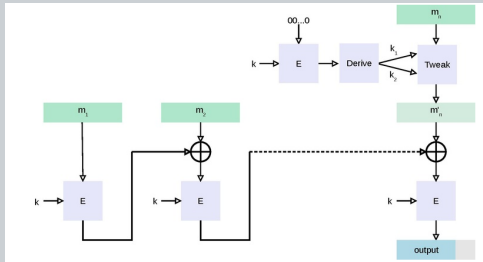 00...0
mₙ
k
E
Derive
k₁
k₂
Tweak
m₁
m₂
m'ₙ
k
E
k
E
k
E
output